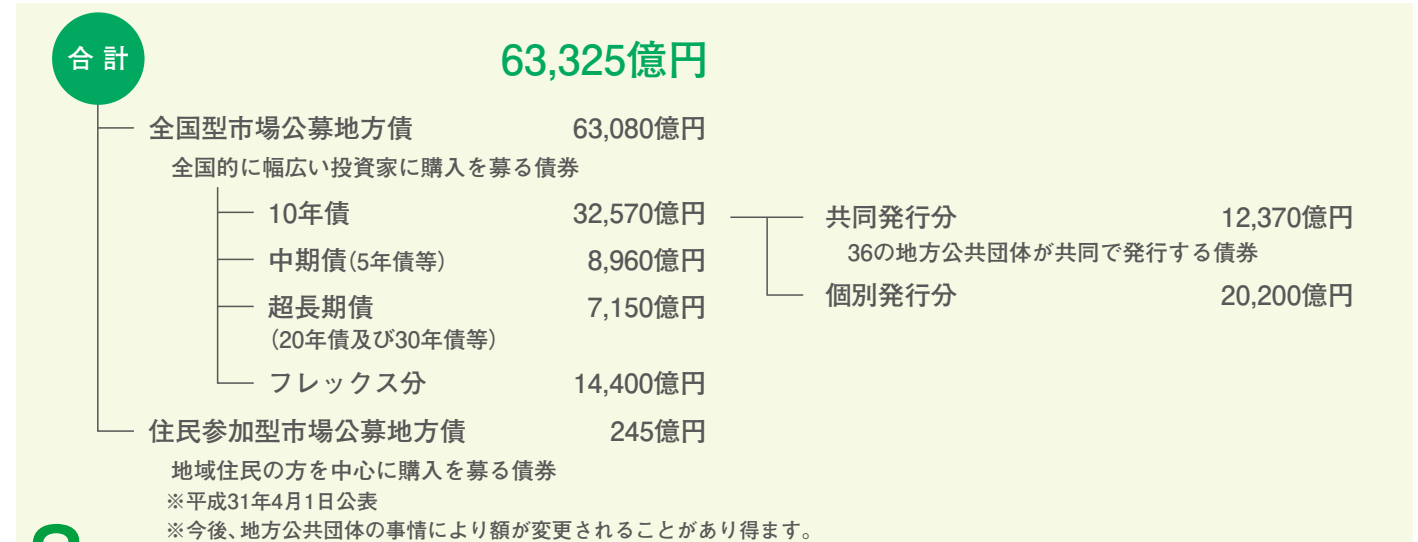 合計 63,325億円
全国型市場公募地方債 63,080億円
全国的に幅広い投資家に購入を募る債券
10年債 32,570億円
共同発行分 12,370億円
36の地方公共団体が共同で発行する債券
個別発行分 20,200億円
中期債(5年債等) 8,960億円
超長期債 7,150億円
(20年債及び30年債等)
フレックス分 14,400億円
住民参加型市場公募地方債 245億円
地域住民の方を中心に購入を募る債券
※平成31年4月1日公表
※今後、地方公共団体の事情により額が変更されることがあり得ます。